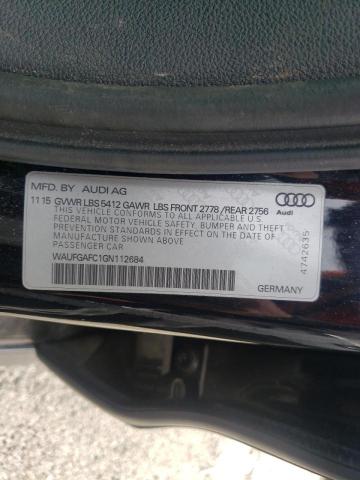 MFD. BY AUDI AG
11 15 GVWR LBS 5412 GAWR LBS FRONT 2778 /REAR 2756
THIS VEHICLE CONFORMS TO ALL APPLICABLE U.S.
FEDERAL MOTOR VEHICLE SAFETY, BUMPER AND THEFT
PREVENTION STANDARDS IN EFFECT ON THE DATE OF
MANUFACTURE SHOWN ABOVE
PASSENGER CAR
WAUFGAFC1GN112684
Audi
4742635
GERMANY